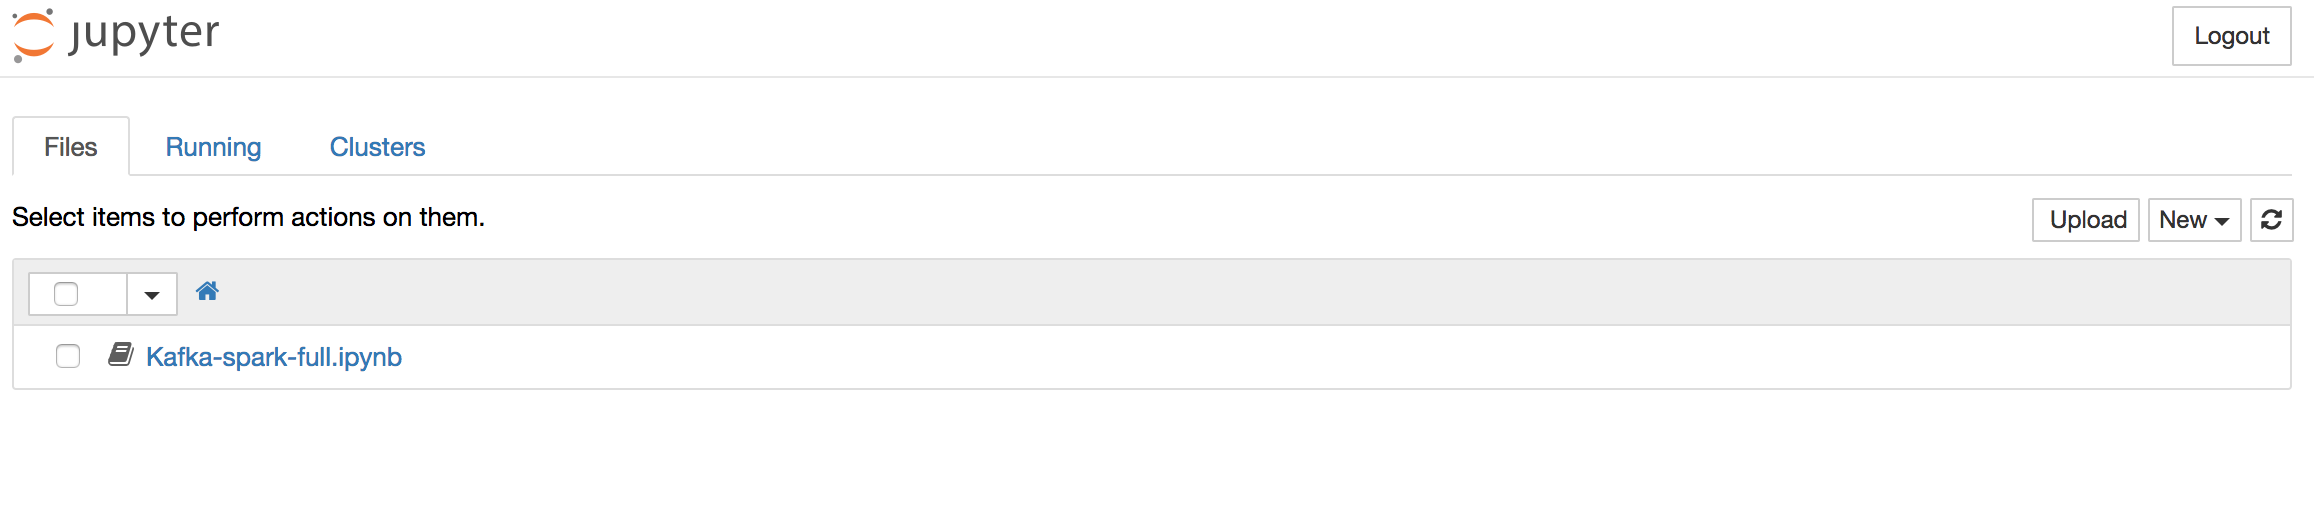 jupyter
Logout
Files Running Clusters
Select items to perform actions on them.
Upload New
Kafka-spark-full.ipynb